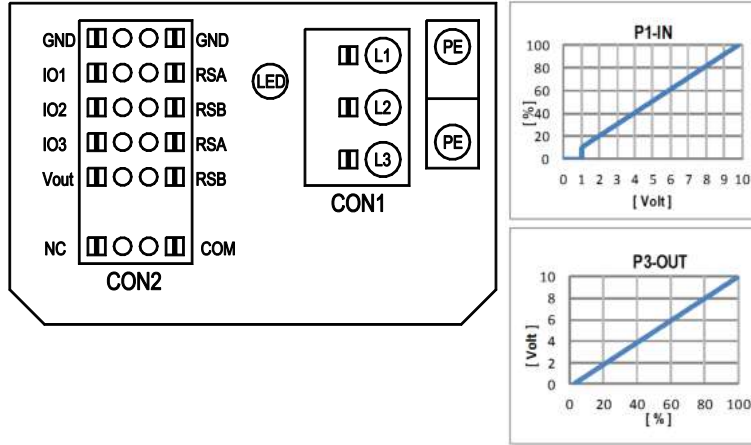 GND GND
IO1 RSA
IO2 RSB
IO3 RSA
Vout RSB
NC COM
CON2
LED
L1
L2
L3
CON1
PE
PE
P1-IN
[ % ]
100
80
60
40
20
0
0 1 2 3 4 5 6 7 8 9 10
[ Volt ]
P3-OUT
[ Volt ]
10
8
6
4
2
0
0 20 40 60 80 100
[ % ]